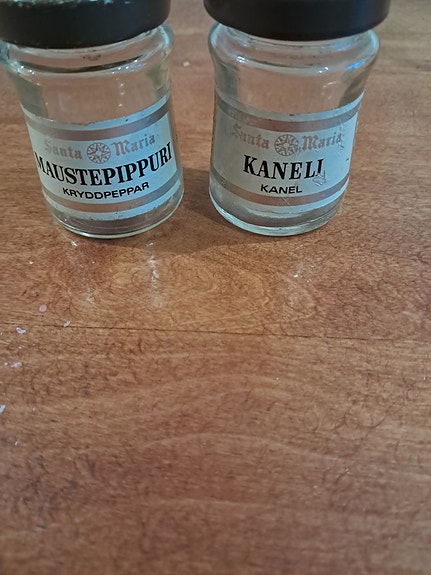 Santa Maria
MAUSTEPIPPURI
KRYDDPEPPAR
Santa Maria
KANELI
KANEL